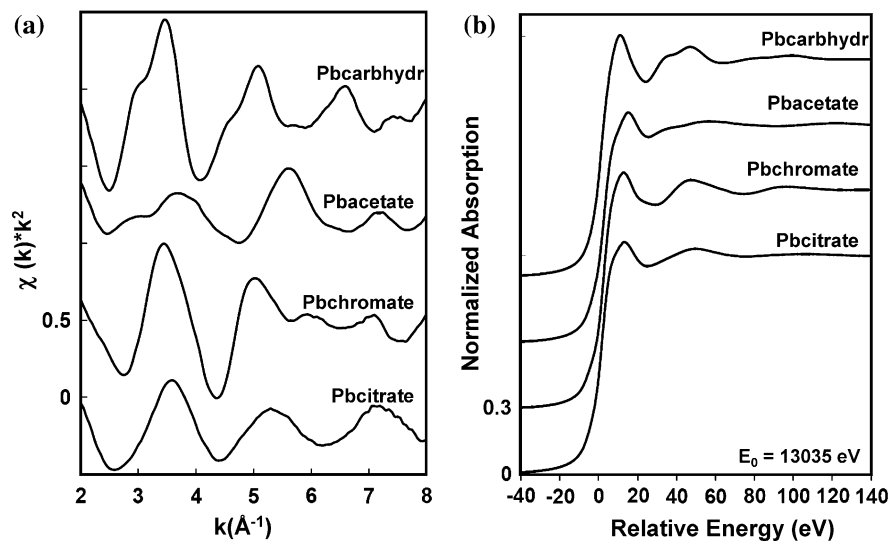 (a)
Pbcarbhydr
Pbacetate
Pbchromate
Pbcitrate
χ (k)*k²
0.5
0
2 3 4 5 6 7 8
k(Å⁻¹)
(b)
Pbcarbhydr
Pbacetate
Pbchromate
Pbcitrate
E₀ = 13035 eV
Normalized Absorption
0.3
0
-40 -20 0 20 40 60 80 100 120 140
Relative Energy (eV)